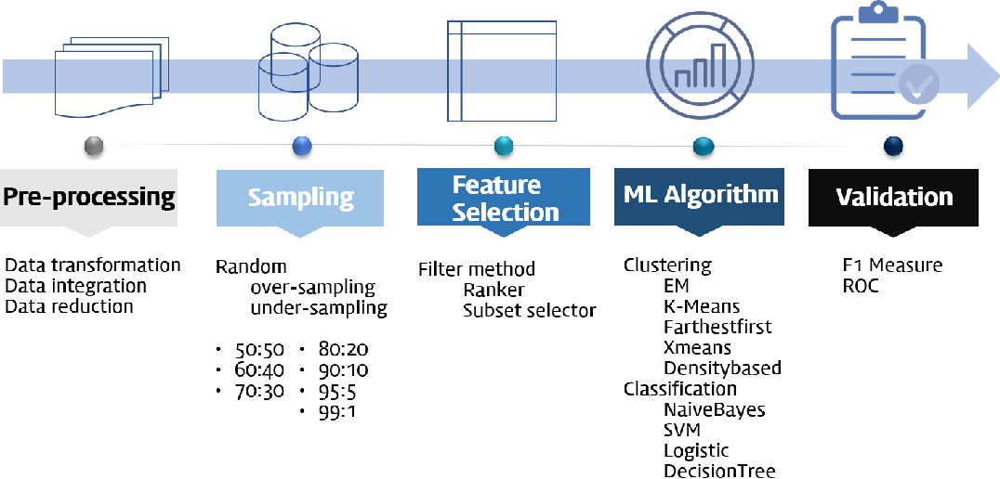 Pre-processing
Data transformation
Data integration
Data reduction
Sampling
Random
over-sampling
under-sampling
• 50:50 • 80:20
• 60:40 • 90:10
• 70:30 • 95:5
• 99:1
Feature
Selection
Filter method
Ranker
Subset selector
ML Algorithm
Clustering
EM
K-Means
Farthestfirst
Xmeans
Densitybased
Classification
NaiveBayes
SVM
Logistic
DecisionTree
Validation
F1 Measure
ROC